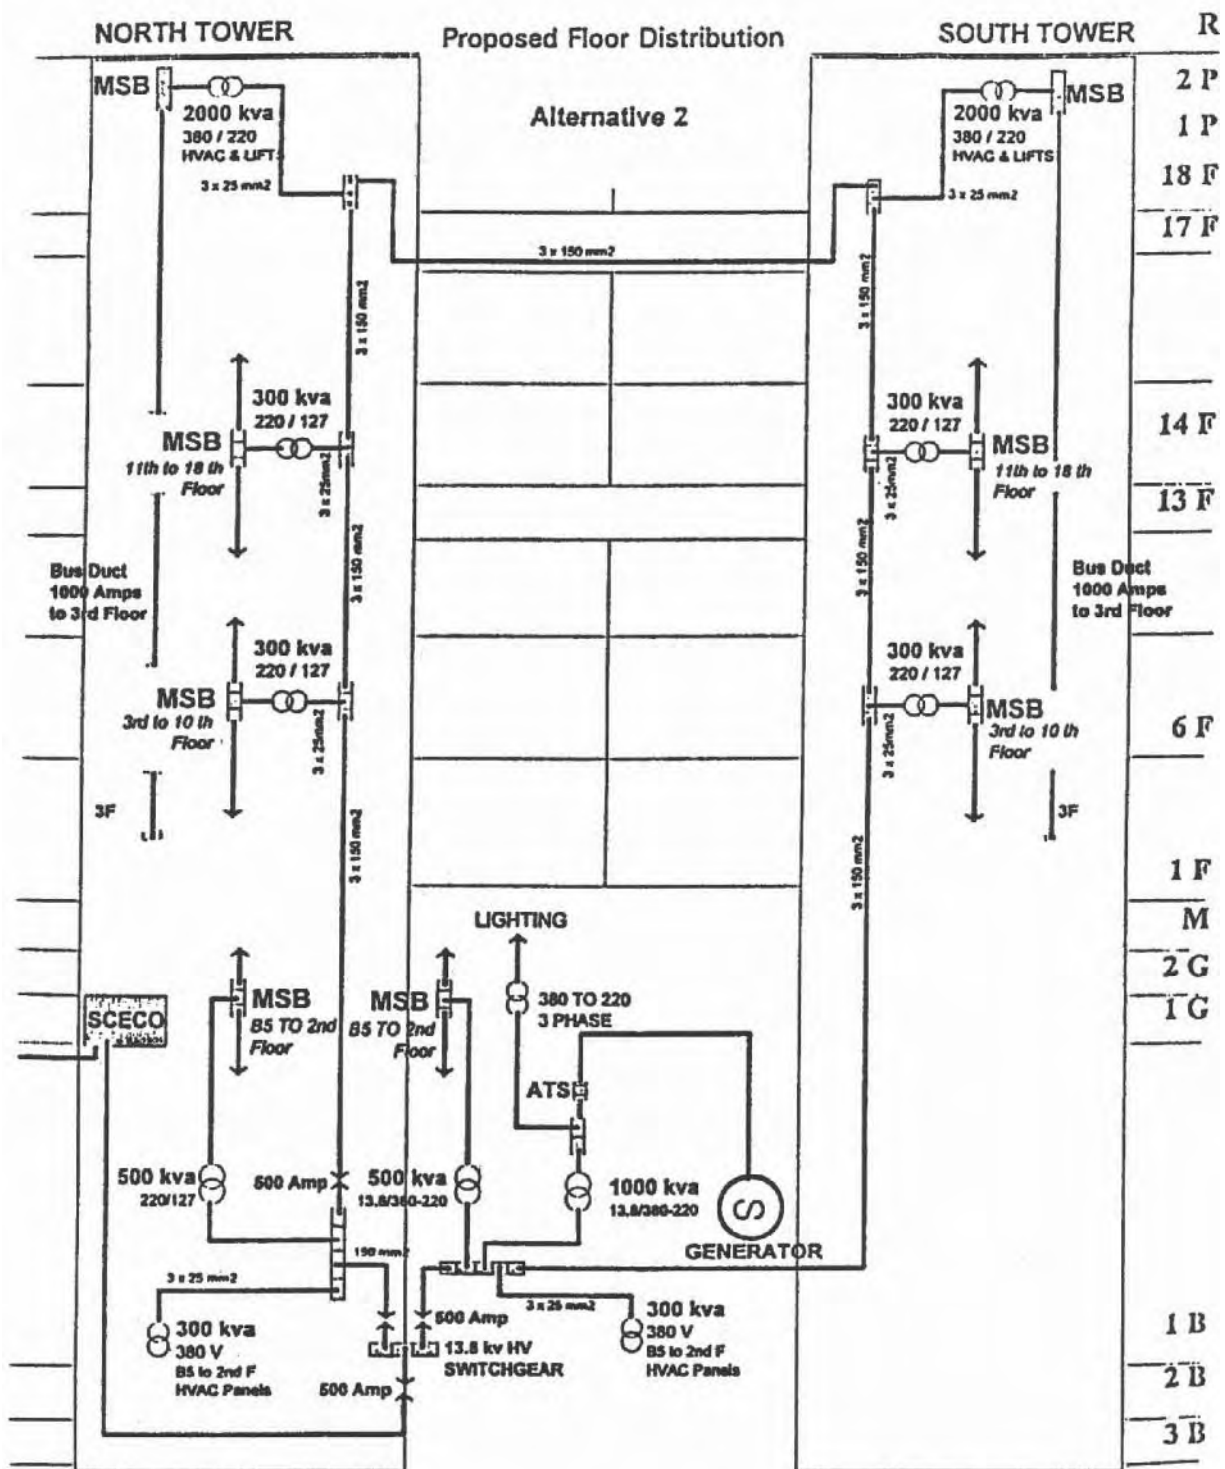 NORTH TOWER
Proposed Floor Distribution
SOUTH TOWER
R
Alternative 2
MSB
2000 kva
380 / 220
HVAC & LIFTS
3 x 25 mm2
2000 kva
380 / 220
HVAC & LIFTS
MSB
3 x 25 mm2
2 P
1 P
18 F
17 F
3 x 150 mm2
3 x 150 mm2
3 x 150 mm2
300 kva
220 / 127
MSB
11th to 18 th
Floor
3 x 25mm2
300 kva
220 / 127
MSB
11th to 18 th
Floor
3 x 25mm2
14 F
13 F
Bus Duct
1000 Amps
to 3rd Floor
3 x 150 mm2
3 x 150 mm2
Bus Duct
1000 Amps
to 3rd Floor
300 kva
220 / 127
MSB
3rd to 10 th
Floor
3 x 25mm2
300 kva
220 / 127
MSB
3rd to 10 th
Floor
3 x 25mm2
6 F
3F
3 x 150 mm2
3 x 150 mm2
3F
1 F
M
2 G
1 G
LIGHTING
SCECO
MSB
B5 TO 2nd
Floor
MSB
B5 TO 2nd
Floor
380 TO 220
3 PHASE
ATS
500 kva
220/127
500 Amp
500 kva
13.8/380-220
1000 kva
13.8/380-220
GENERATOR
190 mm2
3 x 25 mm2
300 kva
380 V
B5 to 2nd F
HVAC Panels
500 Amp
13.8 kv HV
SWITCHGEAR
500 Amp
3 x 25 mm2
300 kva
380 V
B5 to 2nd F
HVAC Panels
1 B
2 B
3 B